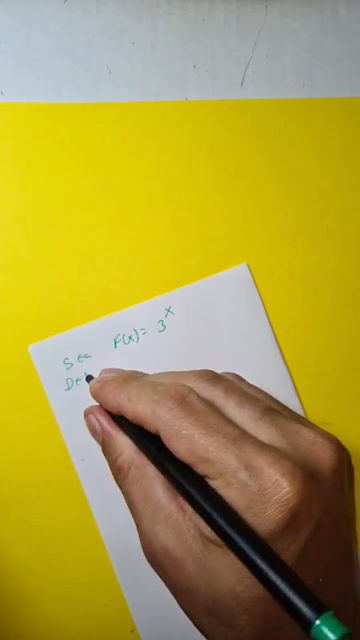 Sea F(x) = 3^x